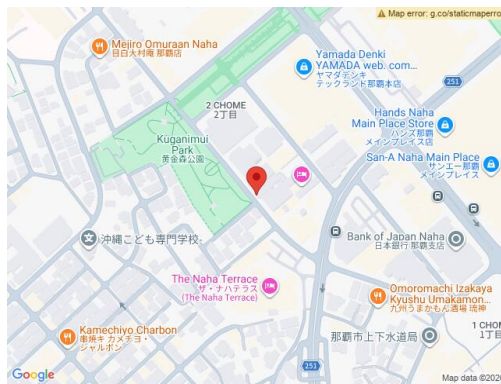 Map error: g.co/staticmaperro
Mejiro Omuraan Naha
目白大村庵 那覇店
Yamada Denki
YAMADA web. com...
ヤマダデンキ
テックランド那覇本店
251
2 CHOME
2丁目
Hands Naha
Main Place Store
ハンズ那覇
メインプレイス店
Kuganimui
Park
黄金森公園
San-A Naha Main Place
サンエー那覇
メインプレイス
沖縄こども専門学校
Bank of Japan Naha
日本銀行 那覇支店
The Naha Terrace
ザ・ナハテラス
(The Naha Terrace)
Omoromachi Izakaya
Kyushu Umakamon...
九州うまかもん酒場 琉神
Kamechiyo Charbon
串焼キ カメチヨ・
シャルボン
那覇市上下水道局
1 CHOM
1丁目
251
Google
Map data ©202